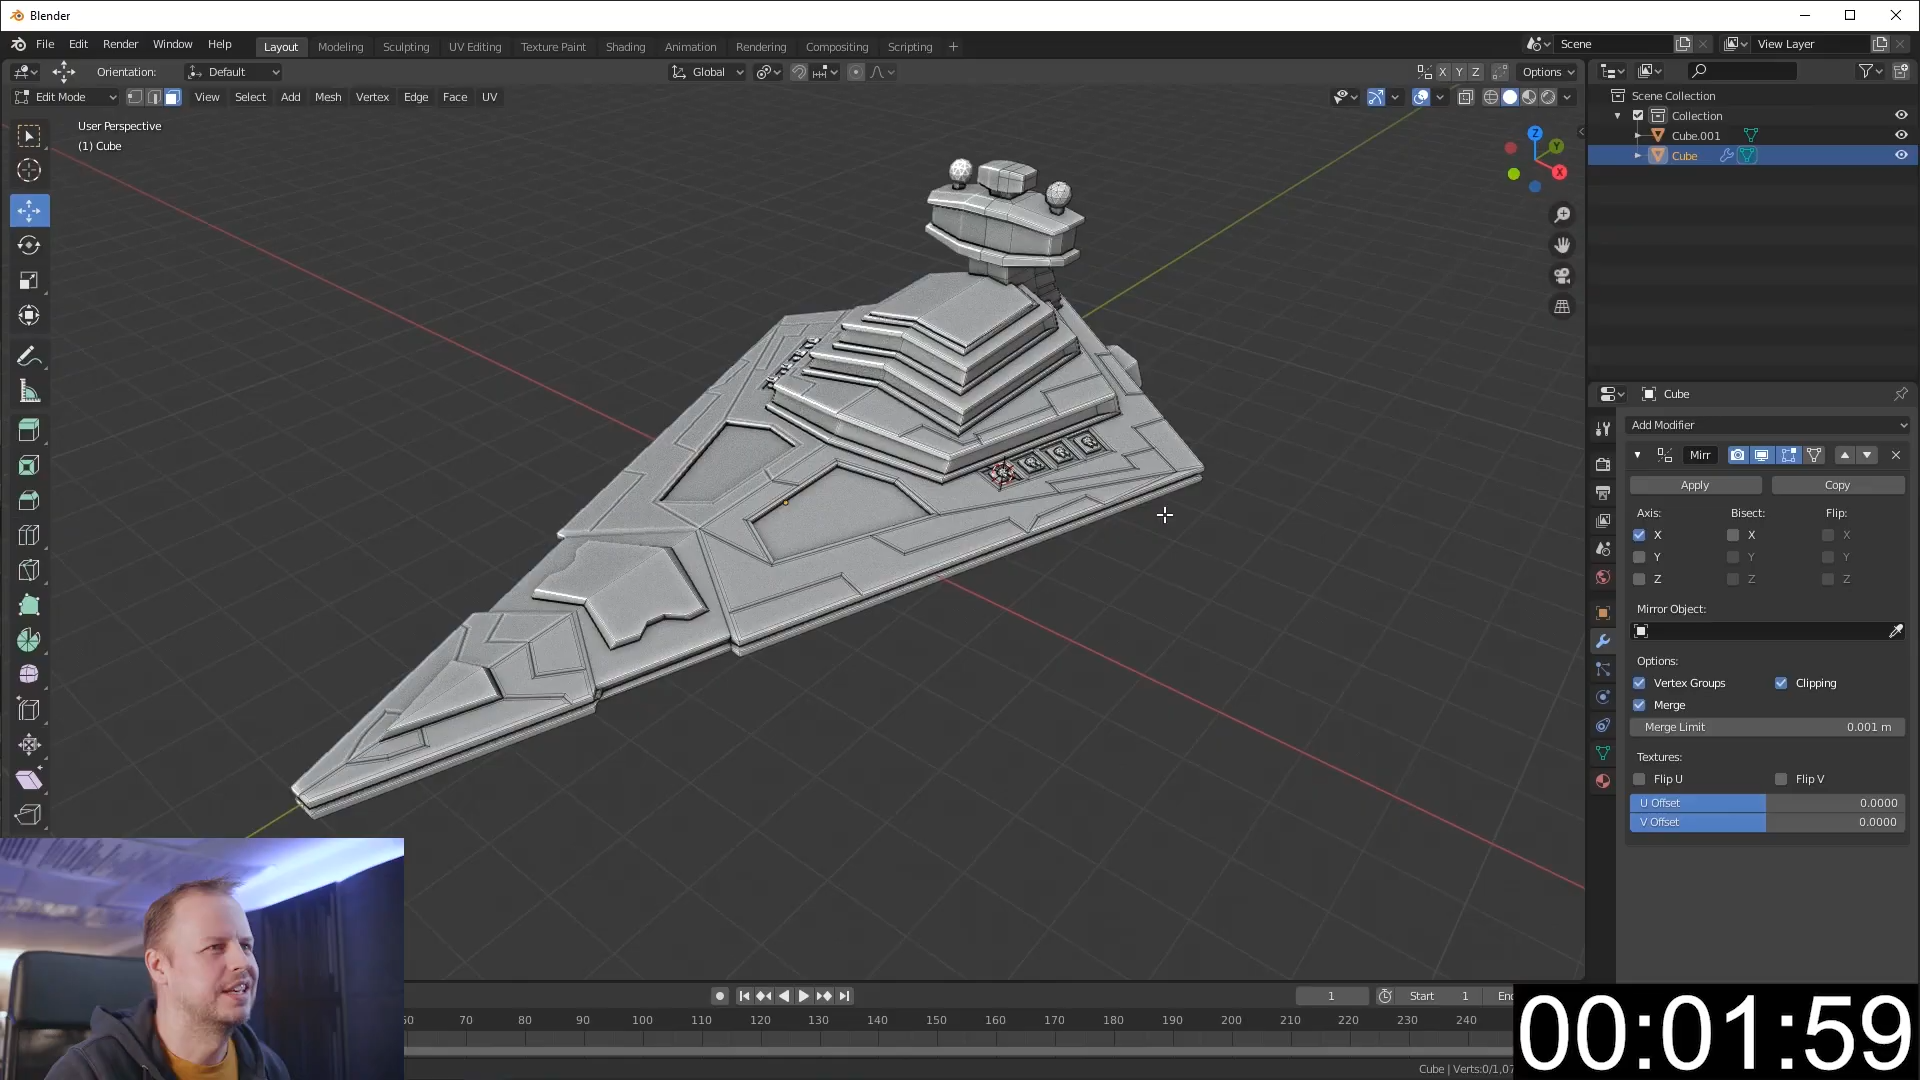 Blender
File Edit Render Window Help Layout Modeling Sculpting UV Editing Texture Paint Shading Animation Rendering Compositing Scripting + Scene View Layer
Orientation: Default Global X Y Z Options
Edit Mode View Select Add Mesh Vertex Edge Face UV
User Perspective
(1) Cube
Z
Y
X
Scene Collection
Collection
Cube.001
Cube
Cube
Add Modifier
Mirr
Apply Copy
Axis: Bisect: Flip:
X X X
Y Y Y
Z Z Z
Mirror Object:
Options:
Vertex Groups Clipping
Merge
Merge Limit 0.001 m
Textures:
Flip U Flip V
U Offset 0.0000
V Offset 0.0000
1 Start 1
70 80 90 100 110 120 130 140 150 160 170 180 190 200 210 220 230 240
Cube | Verts:0/1,07
00:01:59